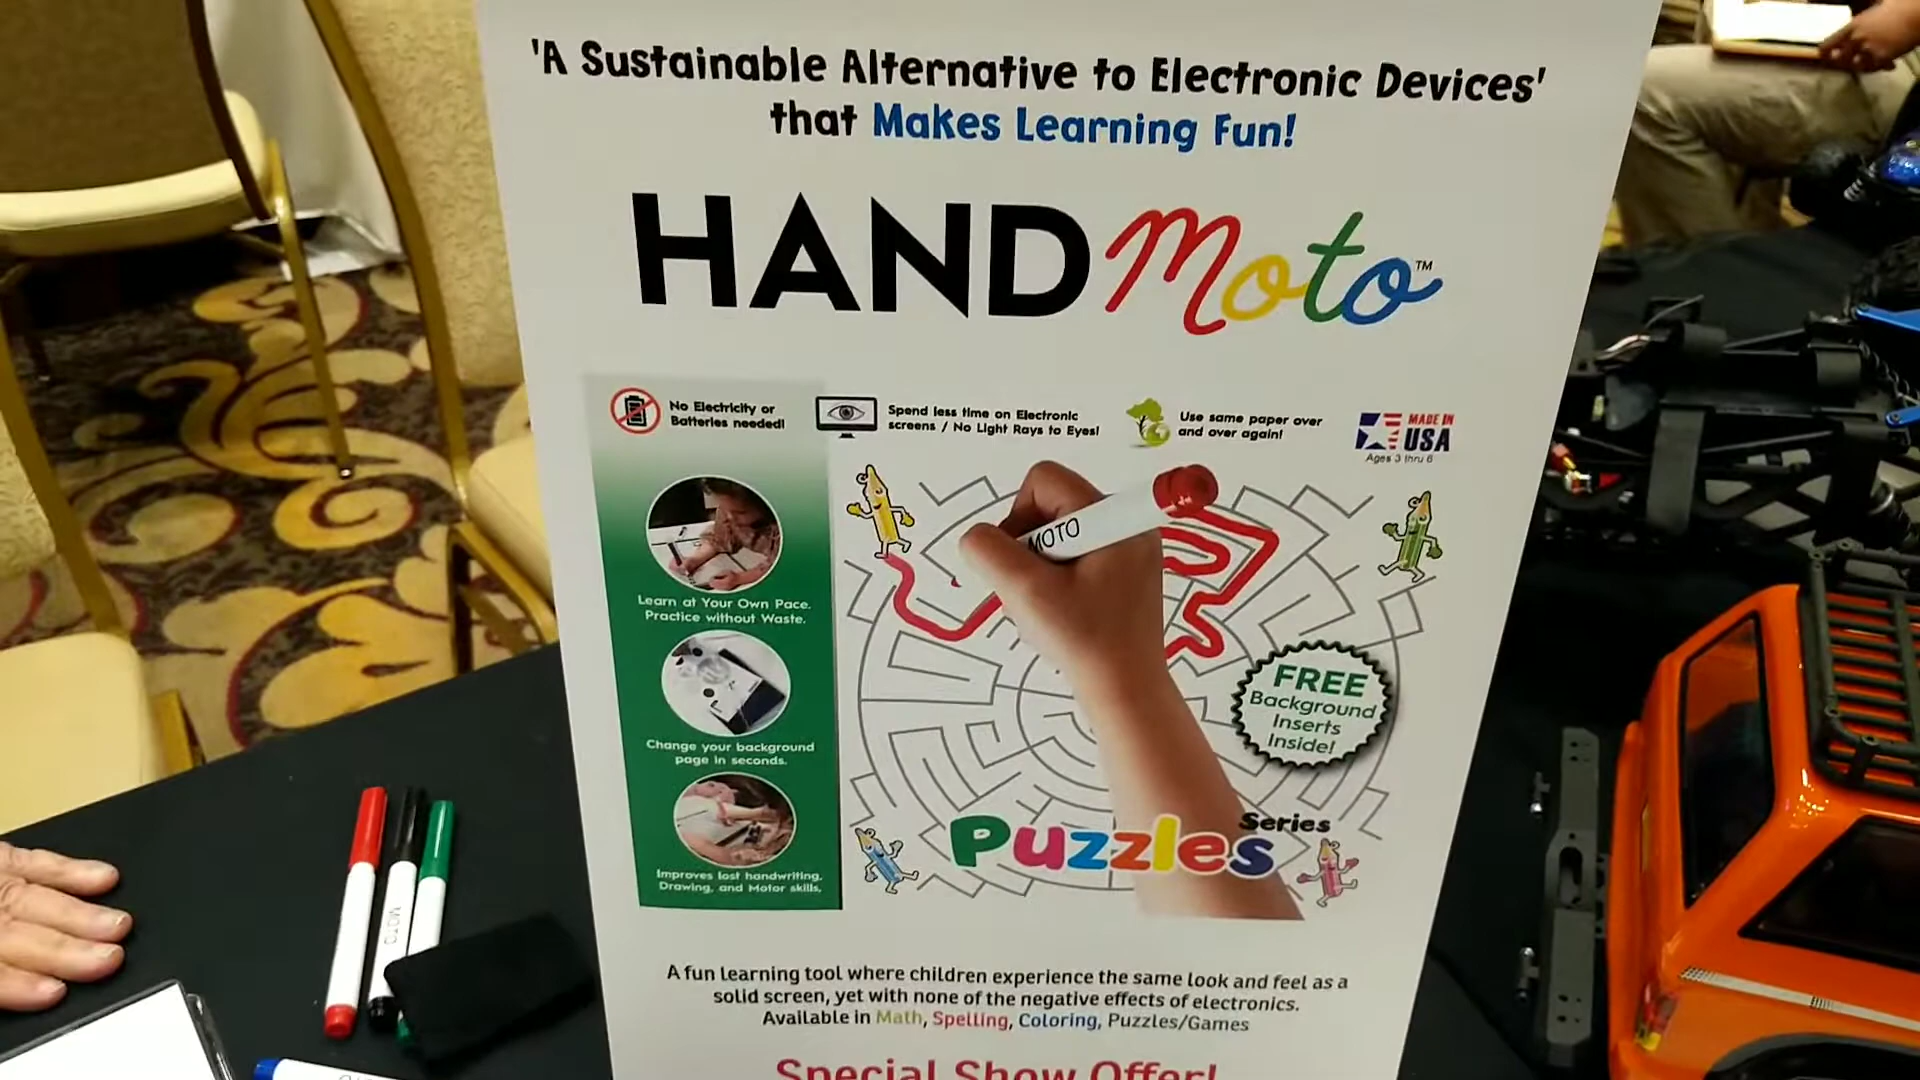 'A Sustainable Alternative to Electronic Devices'
that Makes Learning Fun!
HAND Moto™
No Electricity or
Batteries needed!
Spend less time on Electronic
screens / No Light Rays to Eyes!
Use same paper over
and over again!
MADE IN
USA
Ages 3 thru 6
MOTO
Learn at Your Own Pace.
Practice without Waste.
Change your background
page in seconds.
Improves lost handwriting,
Drawing, and Motor skills,
FREE
Background
Inserts
Inside!
Puzzles Series
A fun learning tool where children experience the same look and feel as a
solid screen, yet with none of the negative effects of electronics.
Available in Math, Spelling, Coloring, Puzzles/Games
Special Show Offer!
MOTO